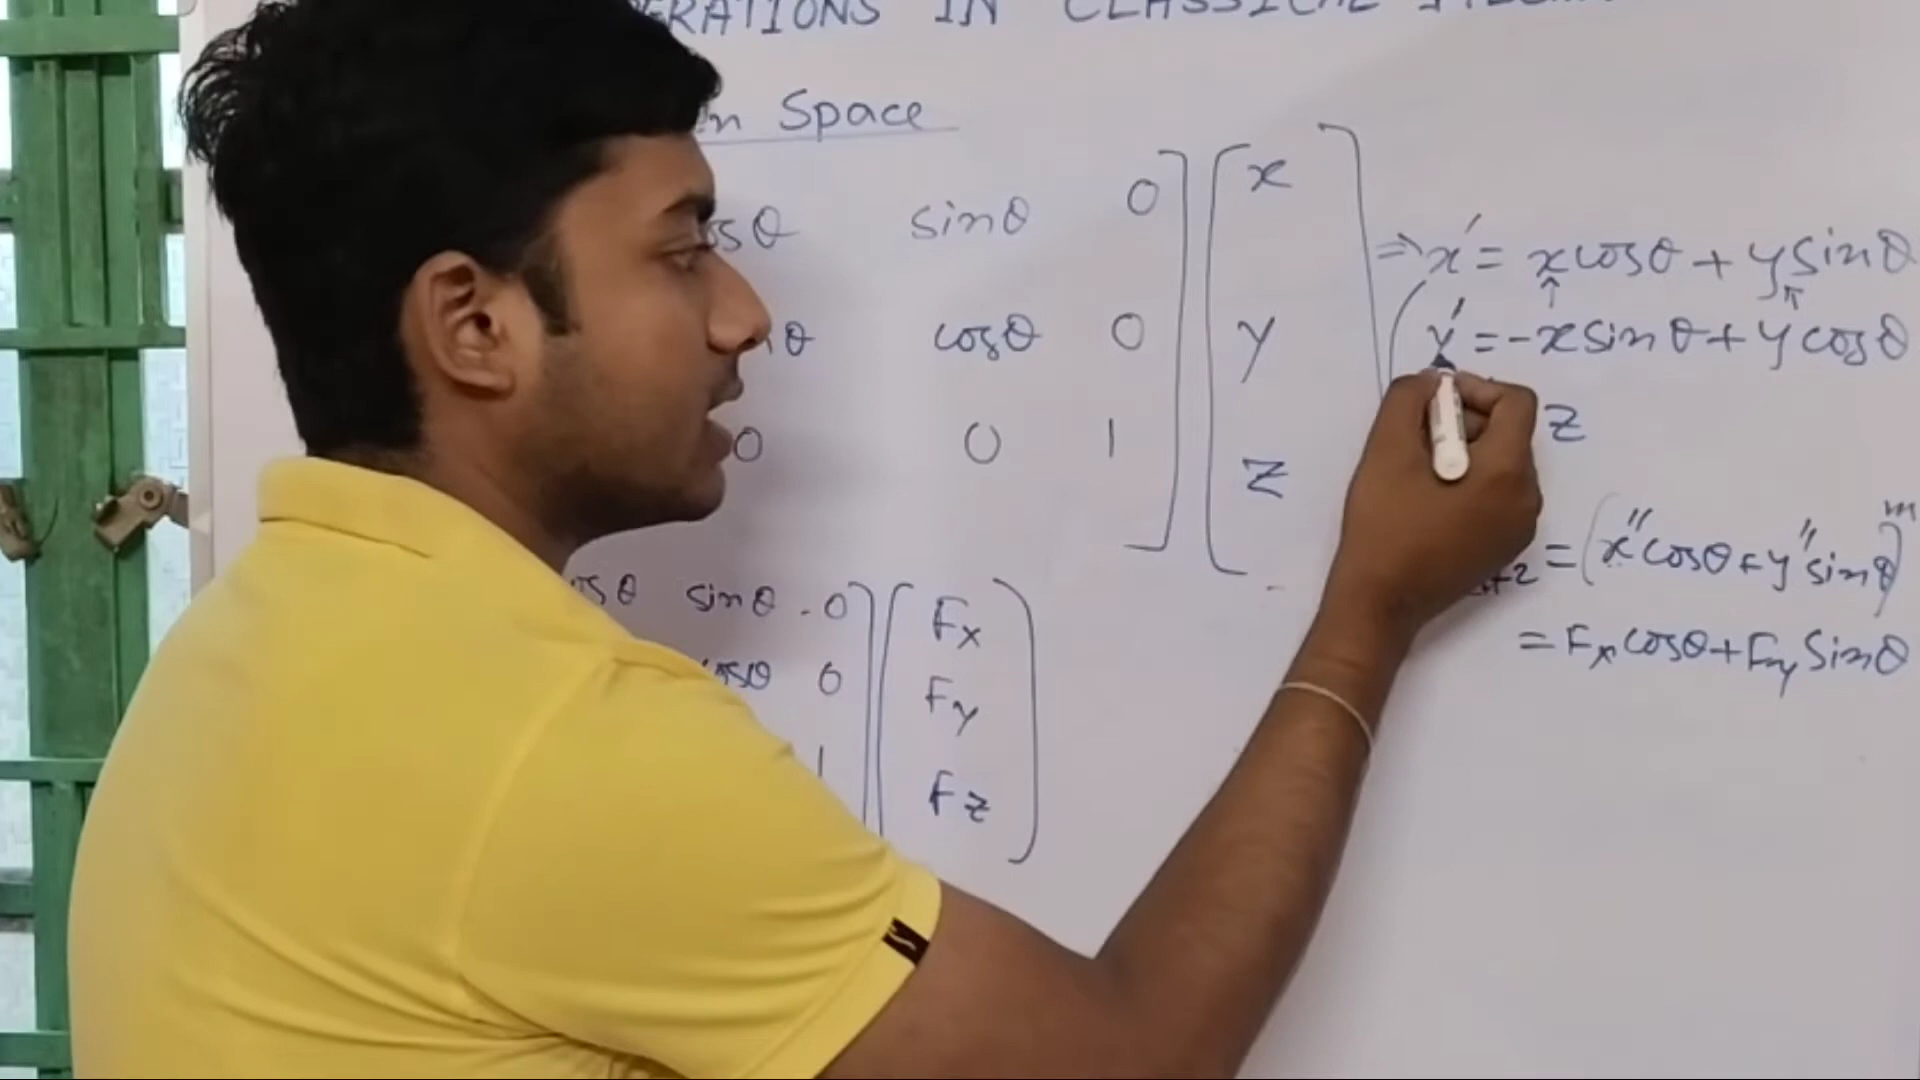 IN CLASSICAL
Space
sinθ 0
cosθ 0
0 0 1
x
y
z
⇒ x' = x cosθ + y sinθ
y' = -x sinθ + y cosθ
z
sinθ 0
cosθ 0
1
Fx
Fy
Fz
= (x'' cosθ + y'' sinθ)m
= Fx cosθ + Fy sinθ